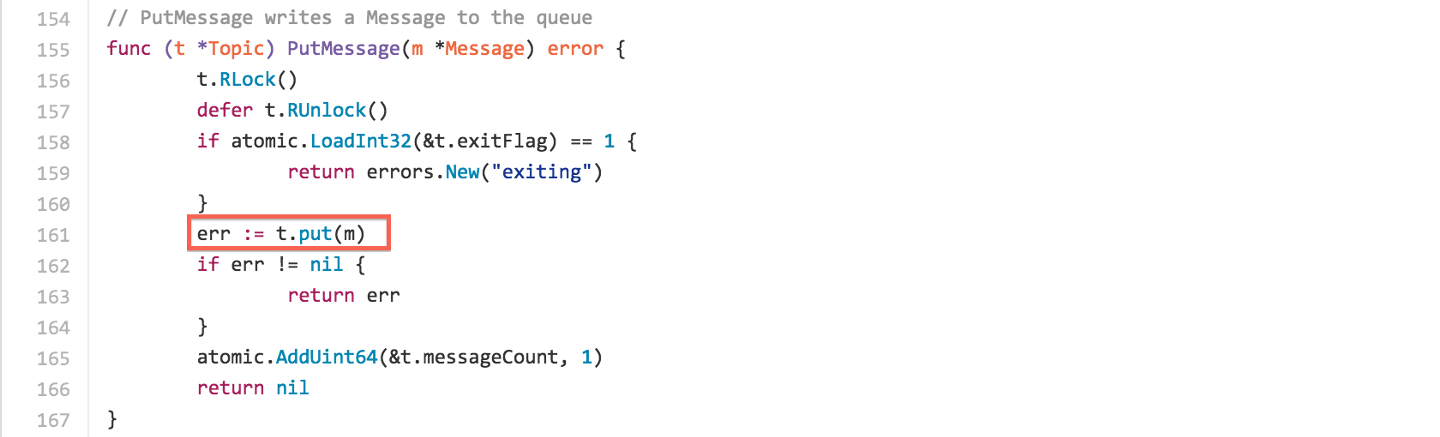 154 // PutMessage writes a Message to the queue
155 func (t *Topic) PutMessage(m *Message) error {
156 t.RLock()
157 defer t.RUnlock()
158 if atomic.LoadInt32(&t.exitFlag) == 1 {
159 return errors.New("exiting")
160 }
161 err := t.put(m)
162 if err != nil {
163 return err
164 }
165 atomic.AddUint64(&t.messageCount, 1)
166 return nil
167 }